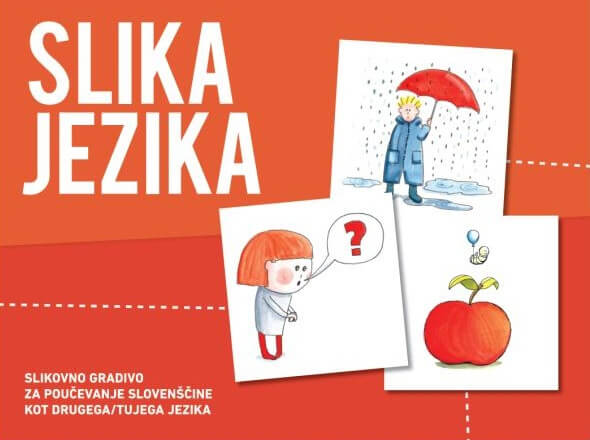 SLIKA
JEZIKA
?
SLIKOVNO GRADIVO
ZA POUČEVANJE SLOVENŠČINE
KOT DRUGEGA/TUJEGA JEZIKA